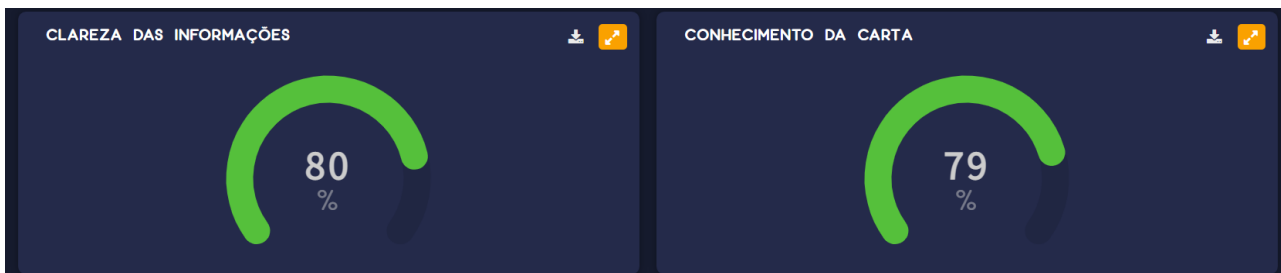 CLAREZA DAS INFORMAÇÕES
80
%
CONHECIMENTO DA CARTA
79
%